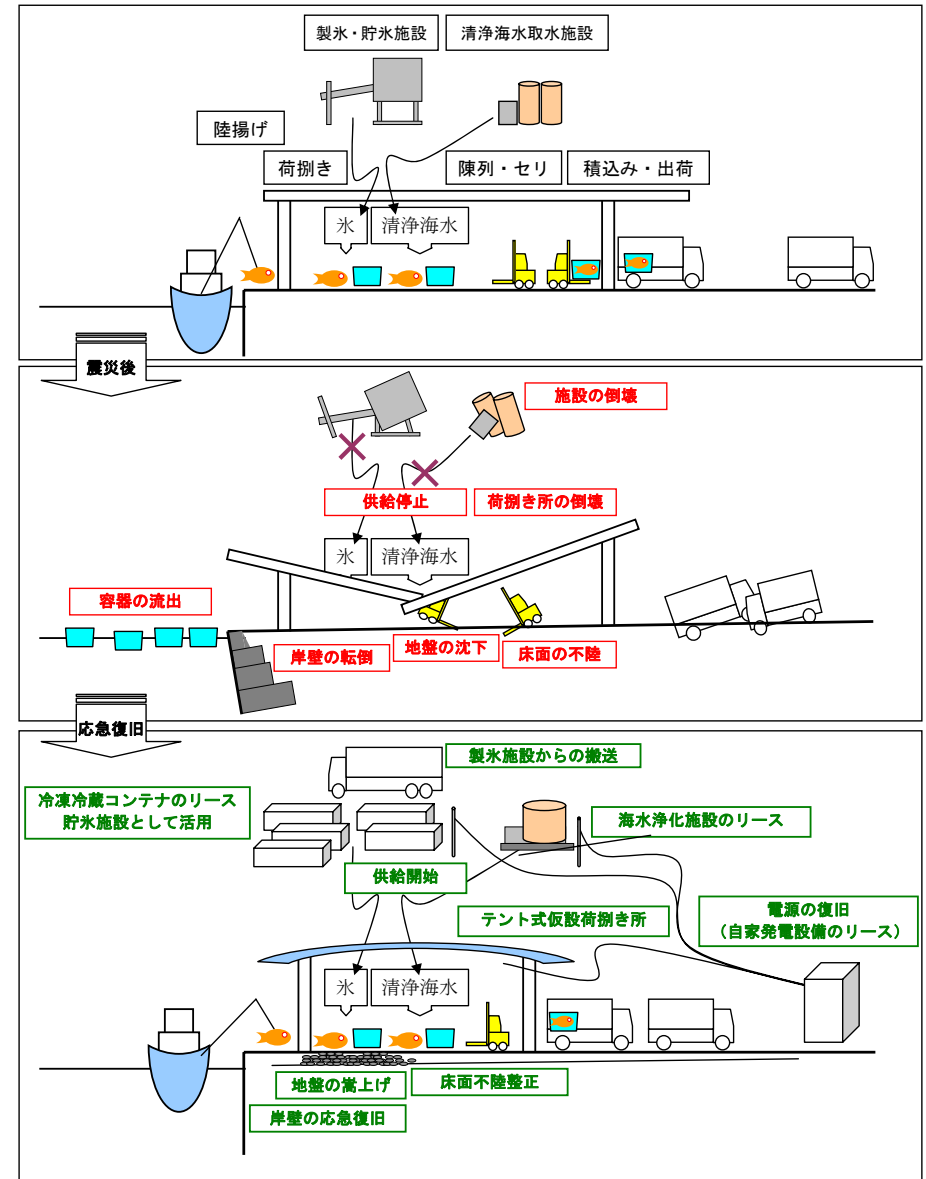 製氷・貯氷施設
清浄海水取水施設
陸揚げ
荷捌き
陳列・セリ
積込み・出荷
氷
清浄海水
震災後
施設の倒壊
供給停止
荷捌き所の倒壊
氷
清浄海水
容器の流出
岸壁の転倒
地盤の沈下
床面の不陸
応急復旧
製氷施設からの搬送
冷凍冷蔵コンテナのリース
貯氷施設として活用
海水浄化施設のリース
供給開始
テント式仮設荷捌き所
電源の復旧
（自家発電設備のリース）
氷
清浄海水
地盤の嵩上げ
床面不陸整正
岸壁の応急復旧